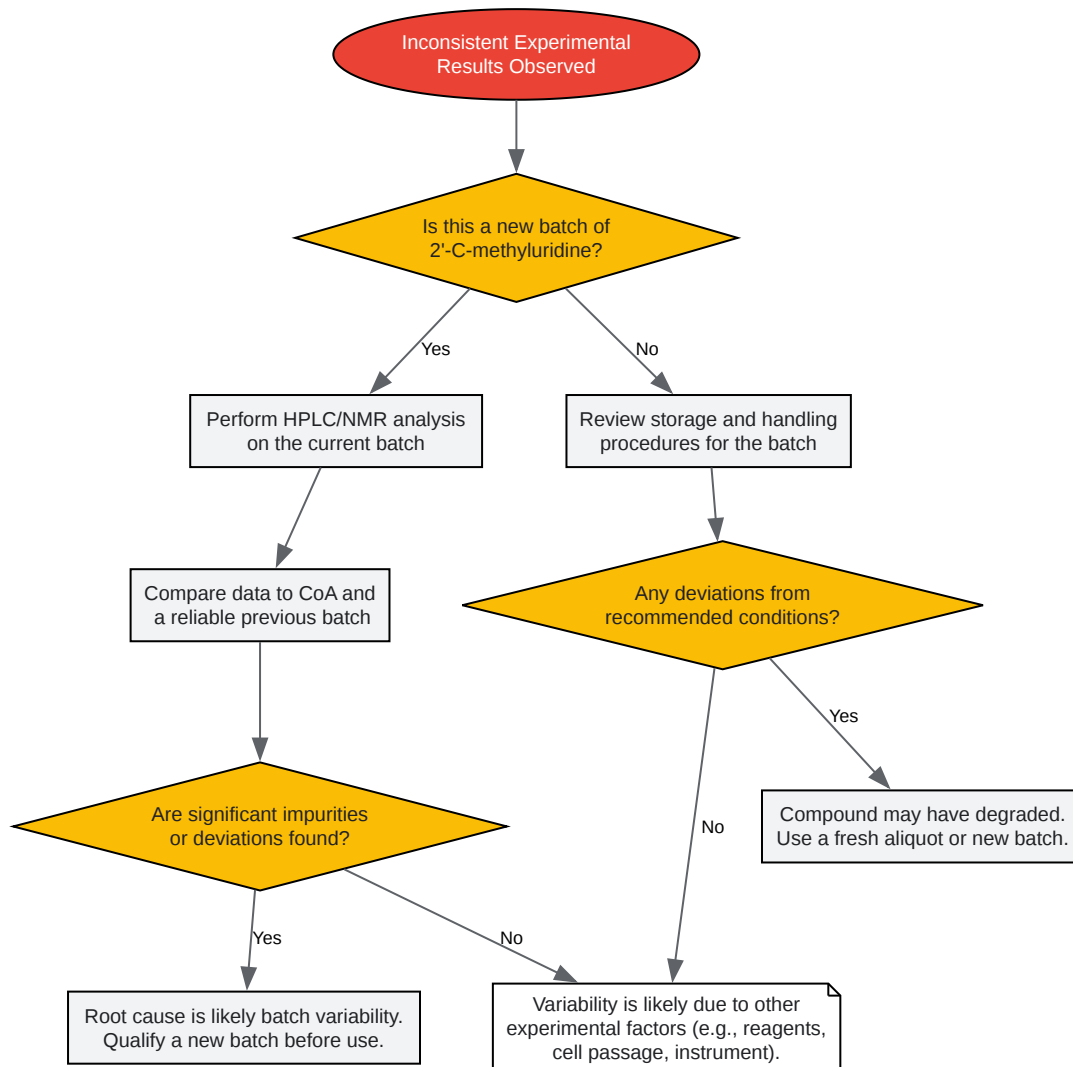 Inconsistent Experimental
Results Observed
Is this a new batch of
2'-C-methyluridine?
Yes
No
Perform HPLC/NMR analysis
on the current batch
Review storage and handling
procedures for the batch
Compare data to CoA and
a reliable previous batch
Any deviations from
recommended conditions?
Yes
No
Are significant impurities
or deviations found?
Compound may have degraded.
Use a fresh aliquot or new batch.
Yes
No
Root cause is likely batch variability.
Qualify a new batch before use.
Variability is likely due to other
experimental factors (e.g., reagents,
cell passage, instrument).